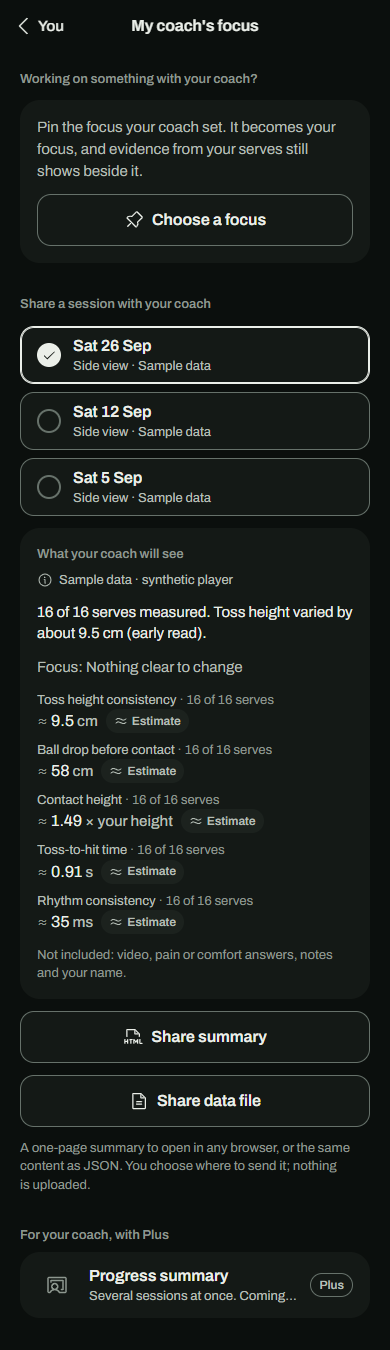 You
My coach's focus
Working on something with your coach?
Pin the focus your coach set. It becomes your
focus, and evidence from your serves still
shows beside it.
Choose a focus
Share a session with your coach
Sat 26 Sep
Side view · Sample data
Sat 12 Sep
Side view · Sample data
Sat 5 Sep
Side view · Sample data
What your coach will see
Sample data · synthetic player
16 of 16 serves measured. Toss height varied by
about 9.5 cm (early read).
Focus: Nothing clear to change
Toss height consistency · 16 of 16 serves
≈ 9.5 cm Estimate
Ball drop before contact · 16 of 16 serves
≈ 58 cm Estimate
Contact height · 16 of 16 serves
≈ 1.49 × your height Estimate
Toss-to-hit time · 16 of 16 serves
≈ 0.91 s Estimate
Rhythm consistency · 16 of 16 serves
≈ 35 ms Estimate
Not included: video, pain or comfort answers, notes
and your name.
HTML Share summary
Share data file
A one-page summary to open in any browser, or the same
content as JSON. You choose where to send it; nothing
is uploaded.
For your coach, with Plus
Progress summary
Several sessions at once. Coming...
Plus